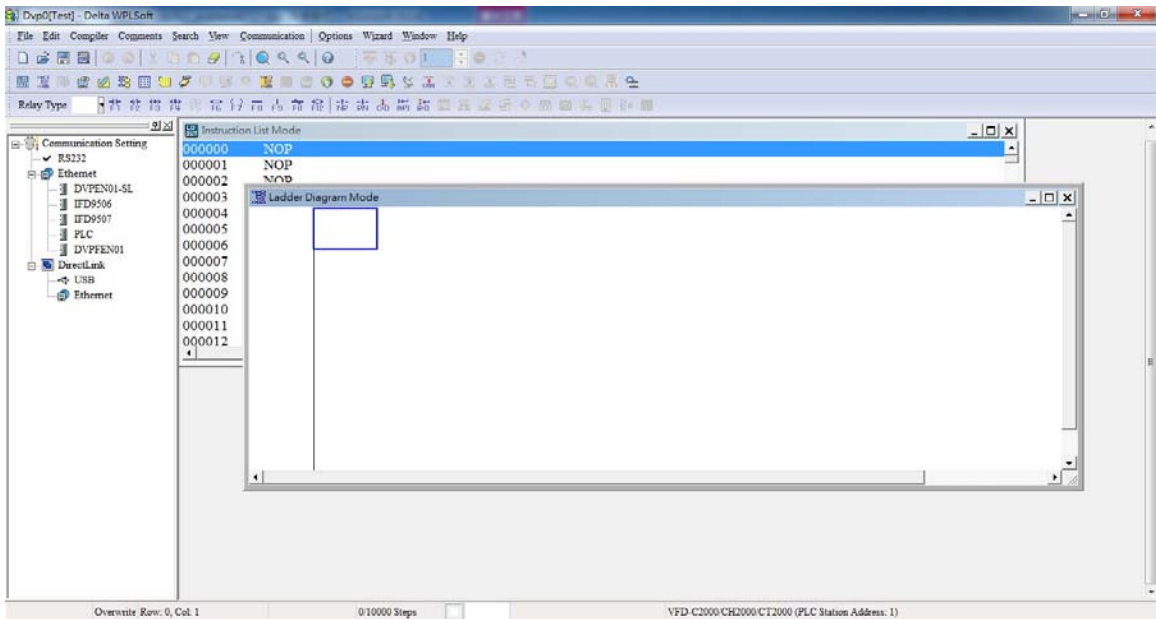 Dvp0[Test] - Delta WPLSoft
File Edit Compiler Comments Search View Communication Options Wizard Window Help
1
Relay Type
Communication Setting
RS232
Ethernet
DVPEN01-SL
IFD9506
IFD9507
PLC
DVPFEN01
DirectLink
USB
Ethernet
Instruction List Mode
000000 NOP
000001 NOP
000002 NOP
000003
000004
000005
000006
000007
000008
000009
000010
000011
000012
Ladder Diagram Mode
Overwrite Row: 0, Col: 1 0/10000 Steps VFD-C2000/CH2000/CT2000 (PLC Station Address: 1)